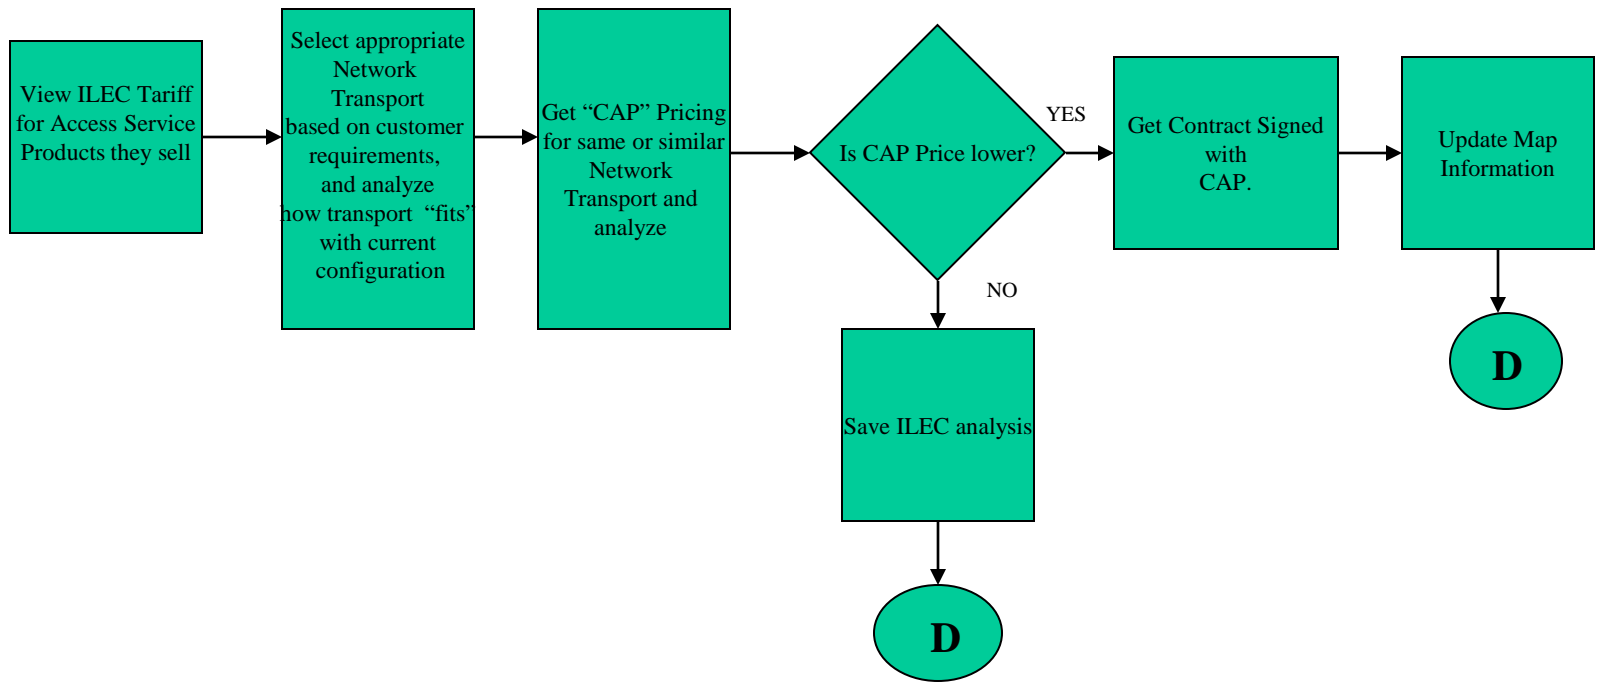 View ILEC Tariff
for Access Service
Products they sell
Select appropriate
Network
Transport
based on customer
requirements,
and analyze
how transport “fits”
with current
configuration
Get “CAP” Pricing
for same or similar
Network
Transport and
analyze
Is CAP Price lower?
YES
Get Contract Signed
with
CAP.
Update Map
Information
D
NO
Save ILEC analysis
D